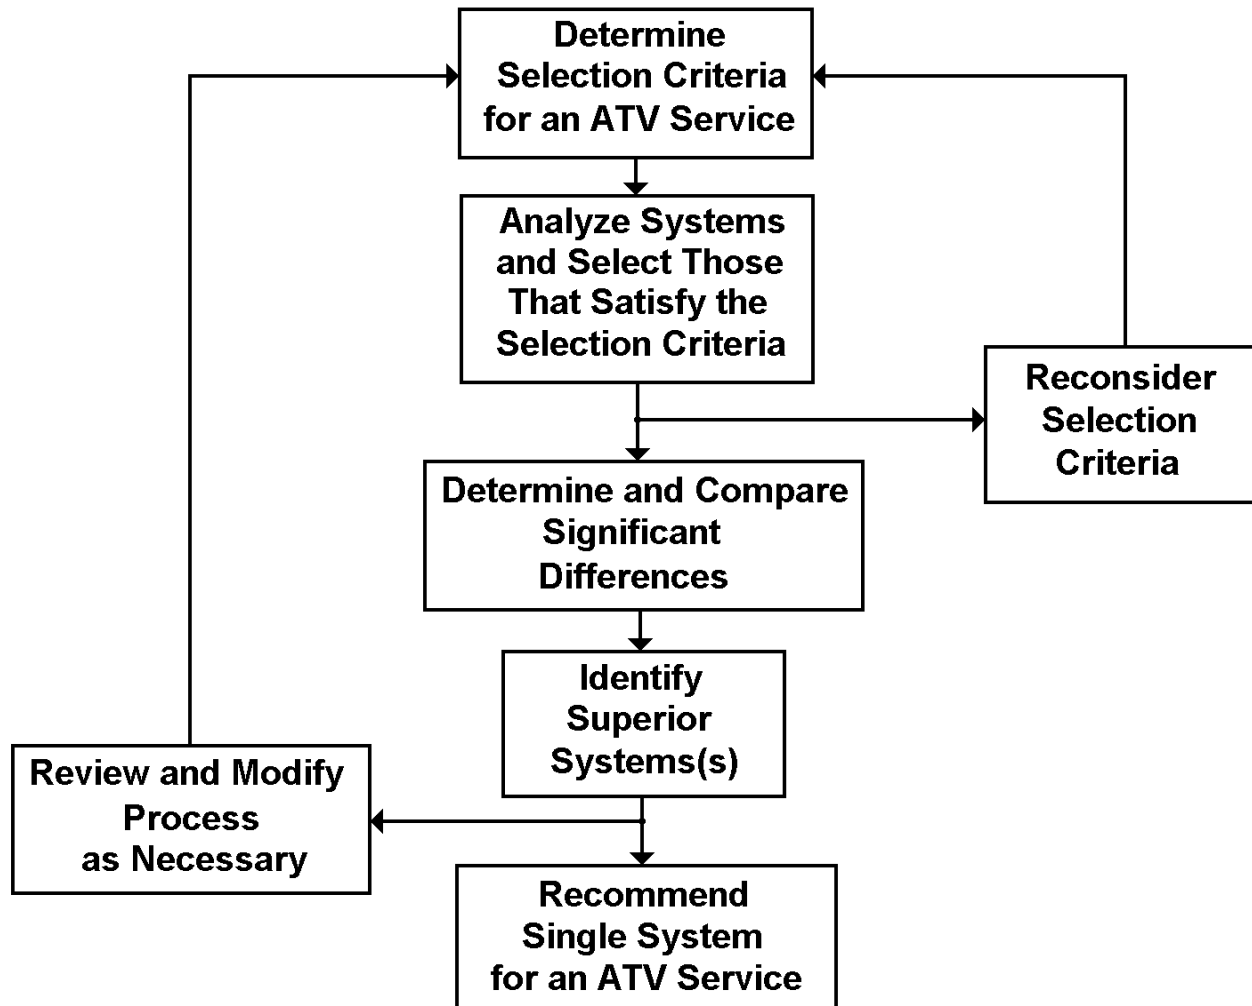 Determine
Selection Criteria
for an ATV Service
Analyze Systems
and Select Those
That Satisfy the
Selection Criteria
Reconsider
Selection
Criteria
Determine and Compare
Significant
Differences
Identify
Superior
Systems(s)
Review and Modify
Process
as Necessary
Recommend
Single System
for an ATV Service